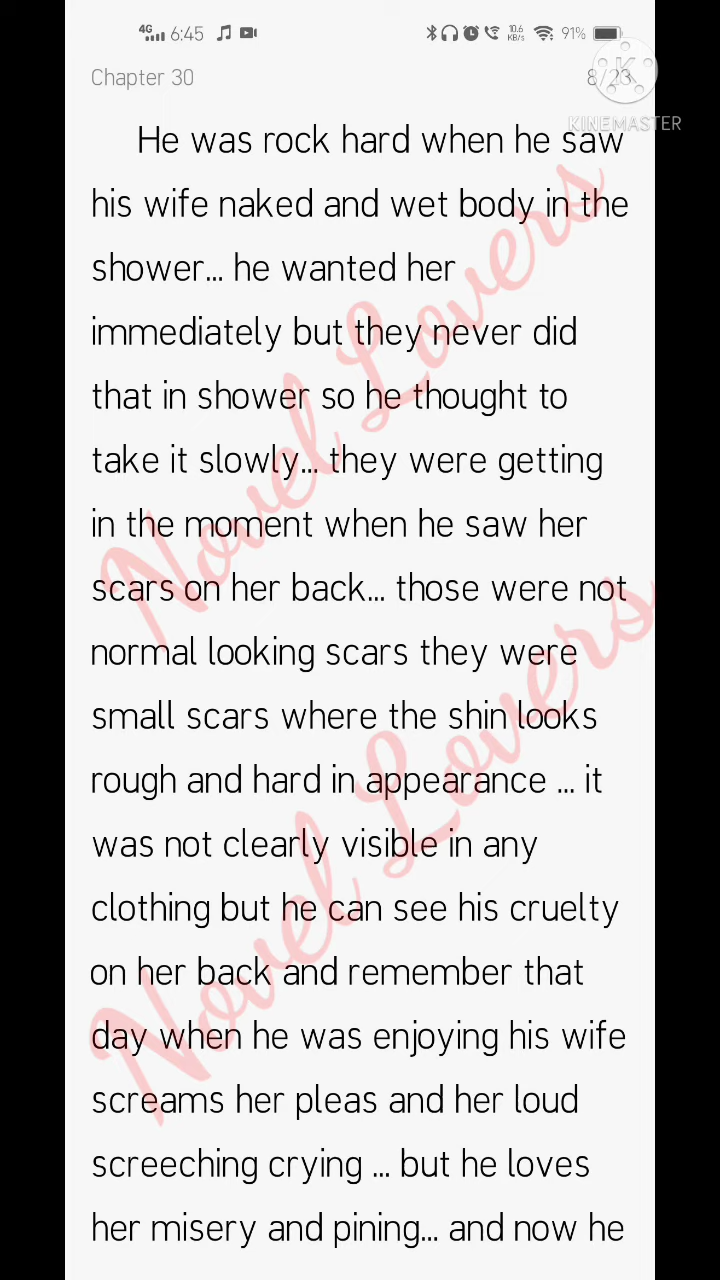 4G 6:45 10.6 KB/s 91%
Chapter 30 8/23
KINEMASTER
He was rock hard when he saw
his wife naked and wet body in the
shower... he wanted her
immediately but they never did
that in shower so he thought to
take it slowly... they were getting
in the moment when he saw her
scars on her back... those were not
normal looking scars they were
small scars where the shin looks
rough and hard in appearance ... it
was not clearly visible in any
clothing but he can see his cruelty
on her back and remember that
day when he was enjoying his wife
screams her pleas and her loud
screeching crying ... but he loves
her misery and pining... and now he
Novel Lovers
Novel Lovers